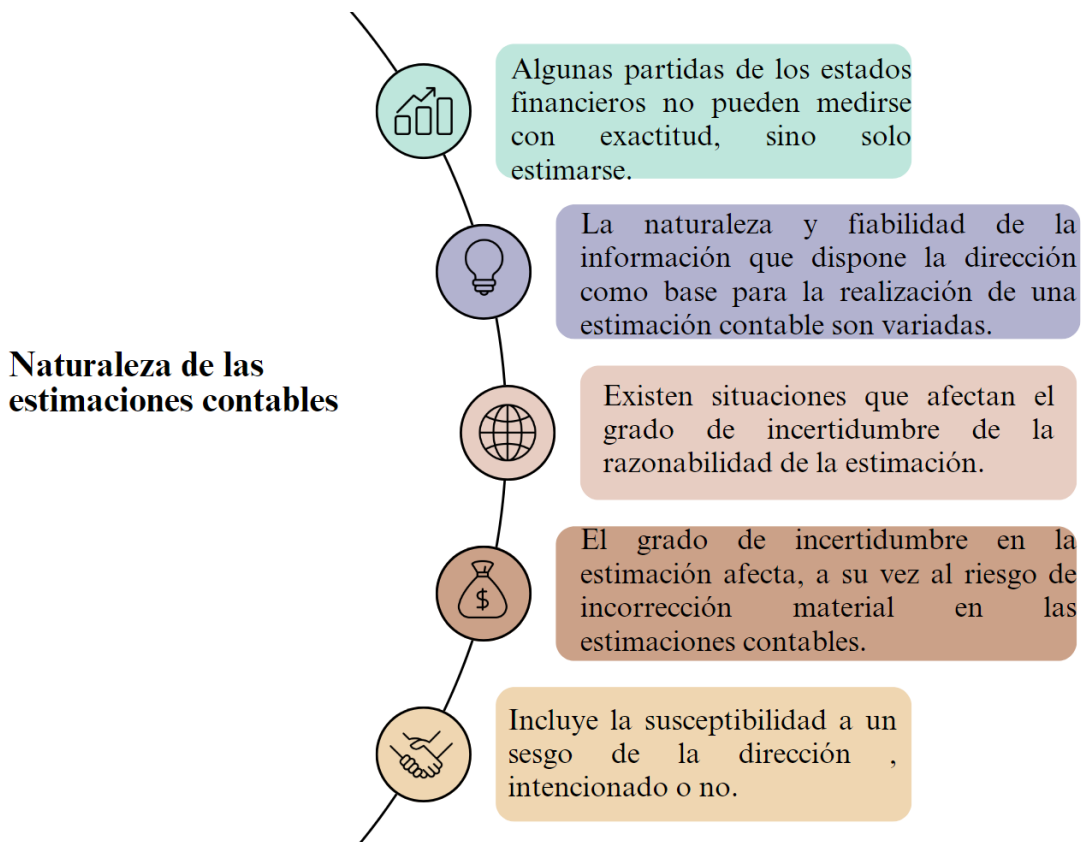 Naturaleza de las
estimaciones contables
Algunas partidas de los estados
financieros no pueden medirse
con exactitud, sino solo
estimarse.
La naturaleza y fiabilidad de la
información que dispone la dirección
como base para la realización de una
estimación contable son variadas.
Existen situaciones que afectan el
grado de incertidumbre de la
razonabilidad de la estimación.
El grado de incertidumbre en la
estimación afecta, a su vez al riesgo de
incorrección material en las
estimaciones contables.
$
Incluye la susceptibilidad a un
sesgo de la dirección ,
intencionado o no.